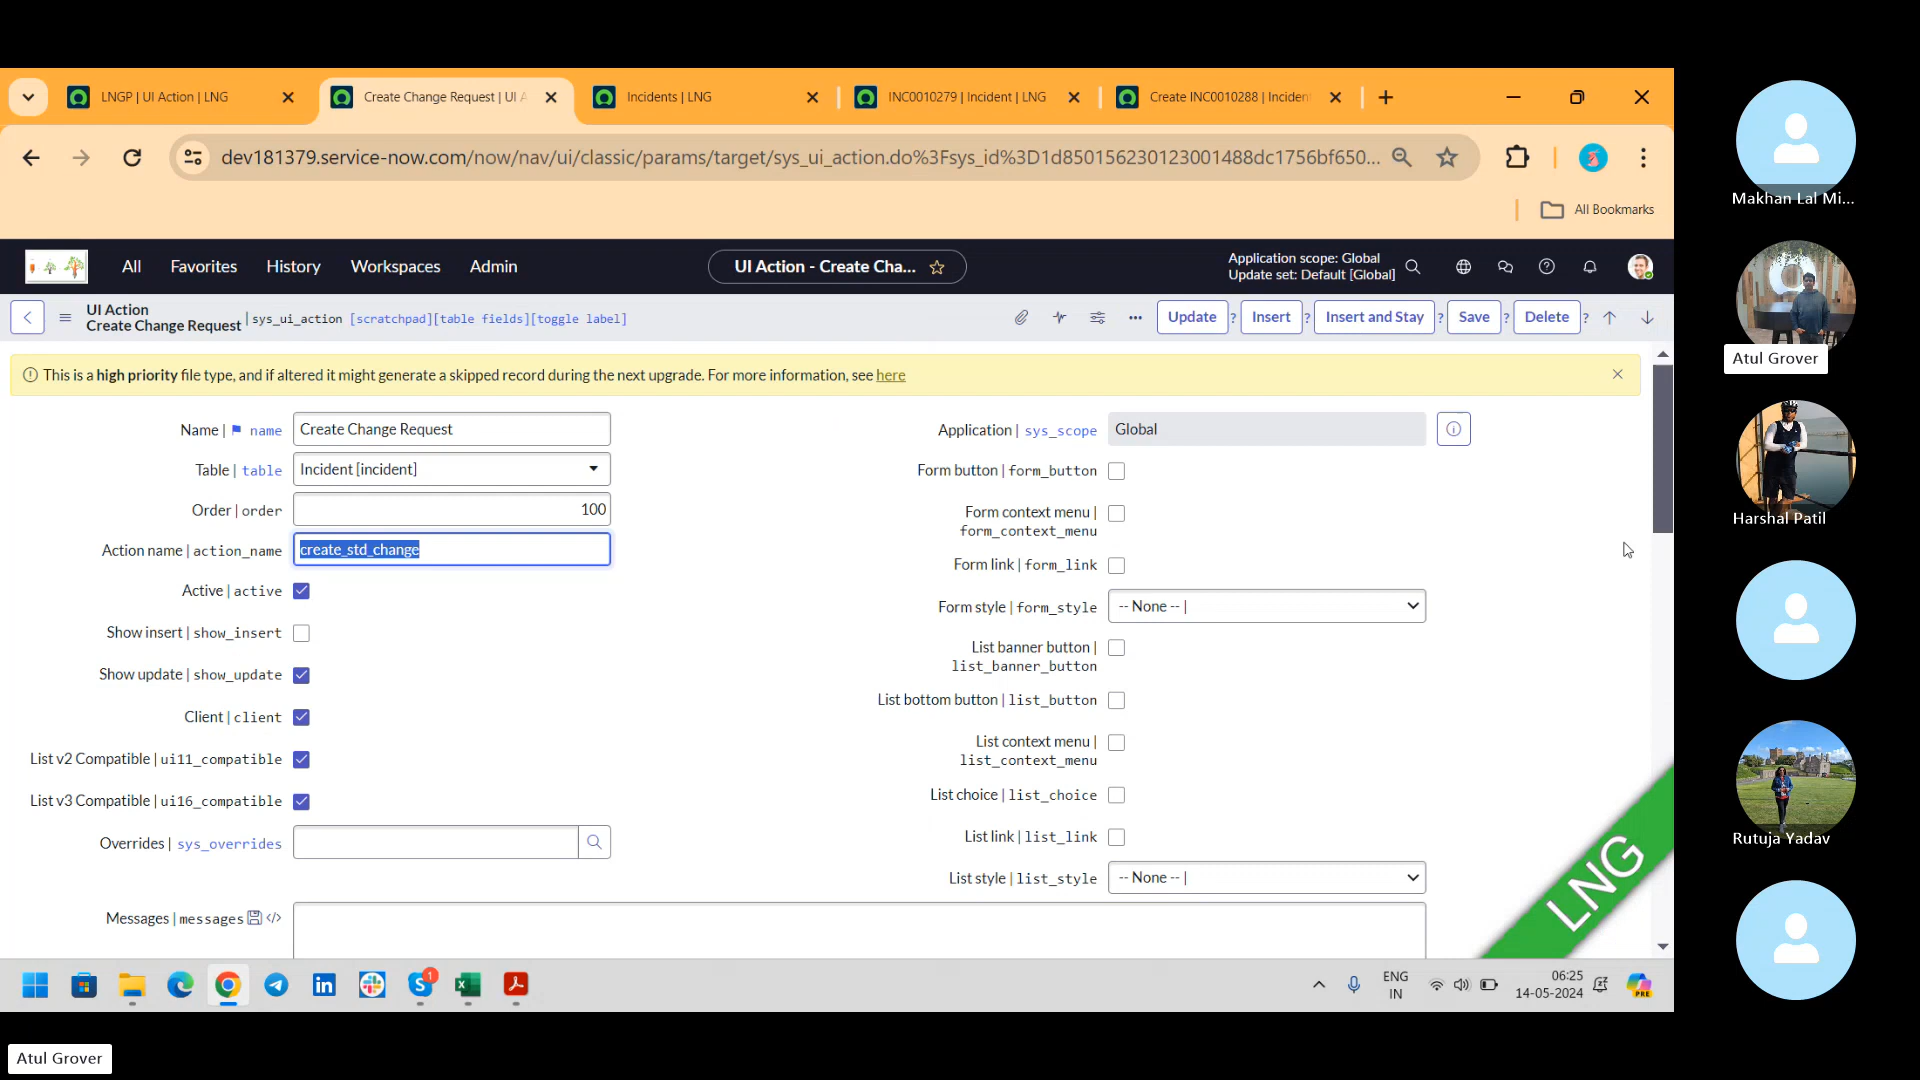 LNGP | UI Action | LNG
Create Change Request | UI A
Incidents | LNG
INC0010279 | Incident | LNG
Create INC0010288 | Inciden
dev181379.service-now.com/now/nav/ui/classic/params/target/sys_ui_action.do%3Fsys_id%3D1d850156230123001488dc1756bf650...
All Bookmarks
All
Favorites
History
Workspaces
Admin
UI Action - Create Cha...
Application scope: Global
Update set: Default [Global]
UI Action
Create Change Request | sys_ui_action [scratchpad][table fields][toggle label]
Update ?
Insert ?
Insert and Stay ?
Save ?
Delete ?
This is a high priority file type, and if altered it might generate a skipped record during the next upgrade. For more information, see here
Name | name Create Change Request
Table | table Incident [incident]
Order | order 100
Action name | action_name create_std_change
Active | active
Show insert | show_insert
Show update | show_update
Client | client
List v2 Compatible | ui11_compatible
List v3 Compatible | ui16_compatible
Overrides | sys_overrides
Messages | messages </>
Application | sys_scope Global
Form button | form_button
Form context menu |
form_context_menu
Form link | form_link
Form style | form_style -- None -- |
List banner button |
list_banner_button
List bottom button | list_button
List context menu |
list_context_menu
List choice | list_choice
List link | list_link
List style | list_style -- None -- |
LNG
1
ENG
IN
06:25
14-05-2024
PRE
Makhan Lal Mi...
Atul Grover
Harshal Patil
Rutuja Yadav
Atul Grover